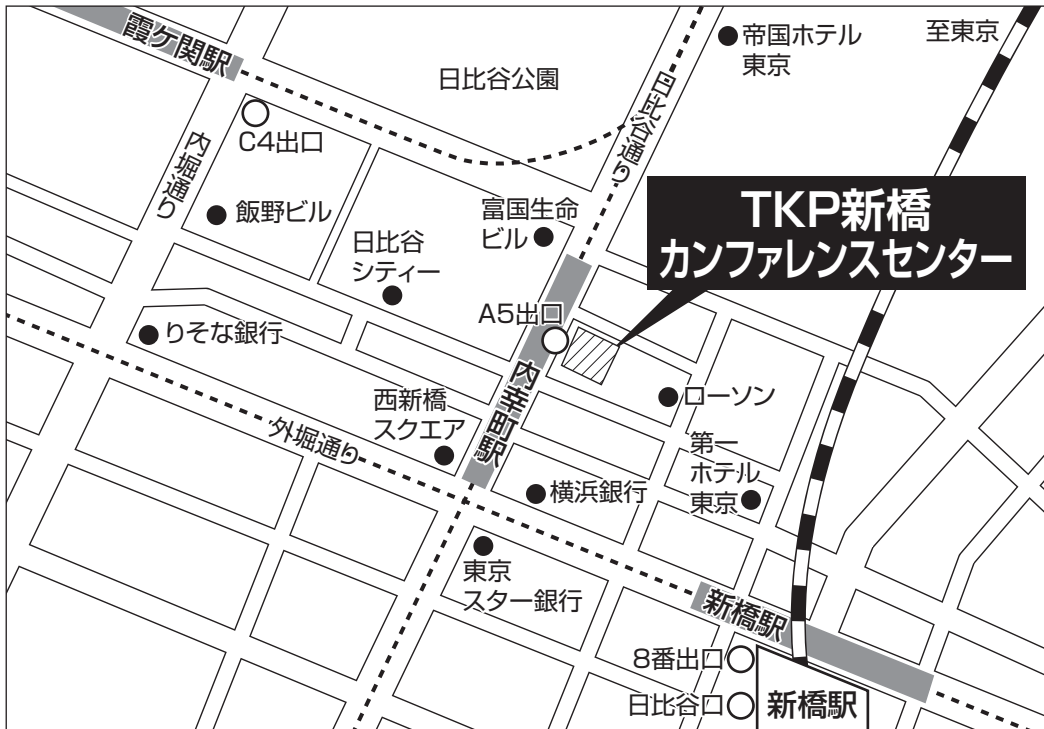 霞ケ関駅
帝国ホテル
東京
至東京
日比谷公園
日比谷通り
C4出口
内堀通り
飯野ビル
富国生命
ビル
日比谷
シティー
TKP新橋
カンファレンスセンター
A5出口
りそな銀行
内幸町駅
西新橋
スクエア
ローソン
外堀通り
第一
ホテル
東京
横浜銀行
東京
スター銀行
新橋駅
8番出口
日比谷口
新橋駅